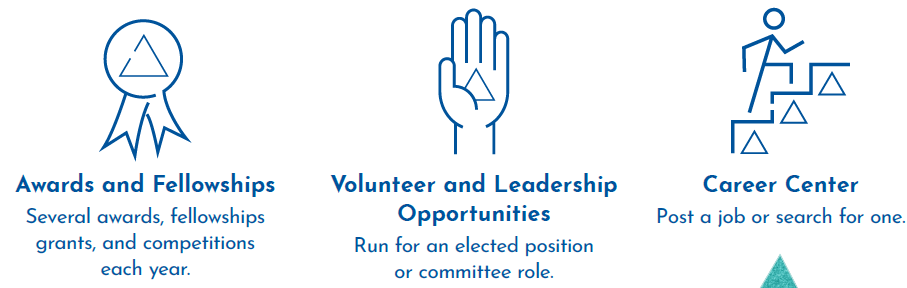 Awards and Fellowships
Several awards, fellowships
grants, and competitions
each year.
Volunteer and Leadership
Opportunities
Run for an elected position
or committee role.
Career Center
Post a job or search for one.